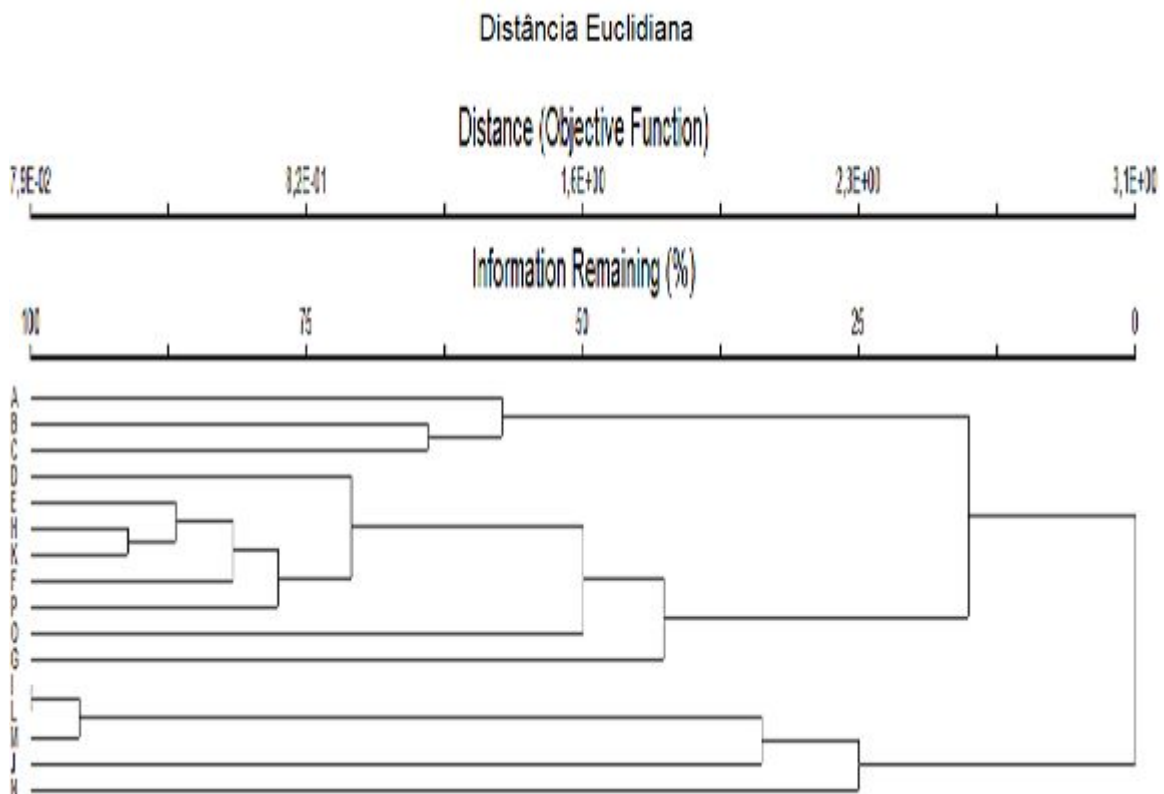 Distância Euclidiana
Distance (Objective Function)
7,9E-02 8,2E-01 1,6E+00 2,3E+00 3,1E+00
Information Remaining (%)
100 75 50 25 0
A
B
C
D
E
H
K
F
P
O
G
I
L
M
J
N